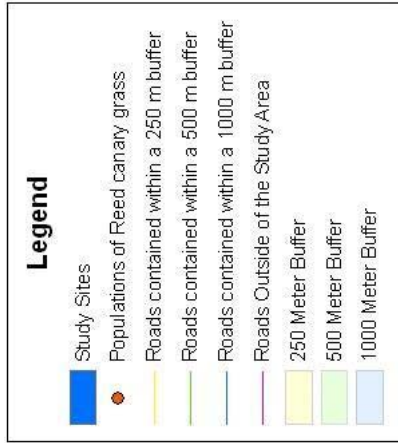 Legend
Study Sites
Populations of Reed canary grass
Roads contained within a 250 m buffer
Roads contained within a 500 m buffer
Roads contained within a 1000 m buffer
Roads Outside of the Study Area
250 Meter Buffer
500 Meter Buffer
1000 Meter Buffer